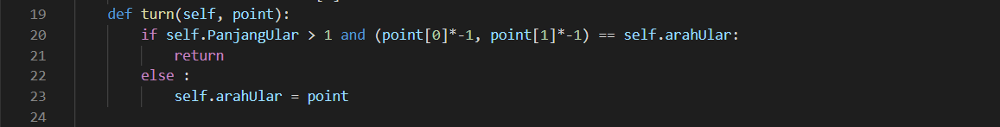 19 def turn(self, point):
20 if self.PanjangUlar > 1 and (point[0]*-1, point[1]*-1) == self.arahUlar:
21 return
22 else :
23 self.arahUlar = point
24